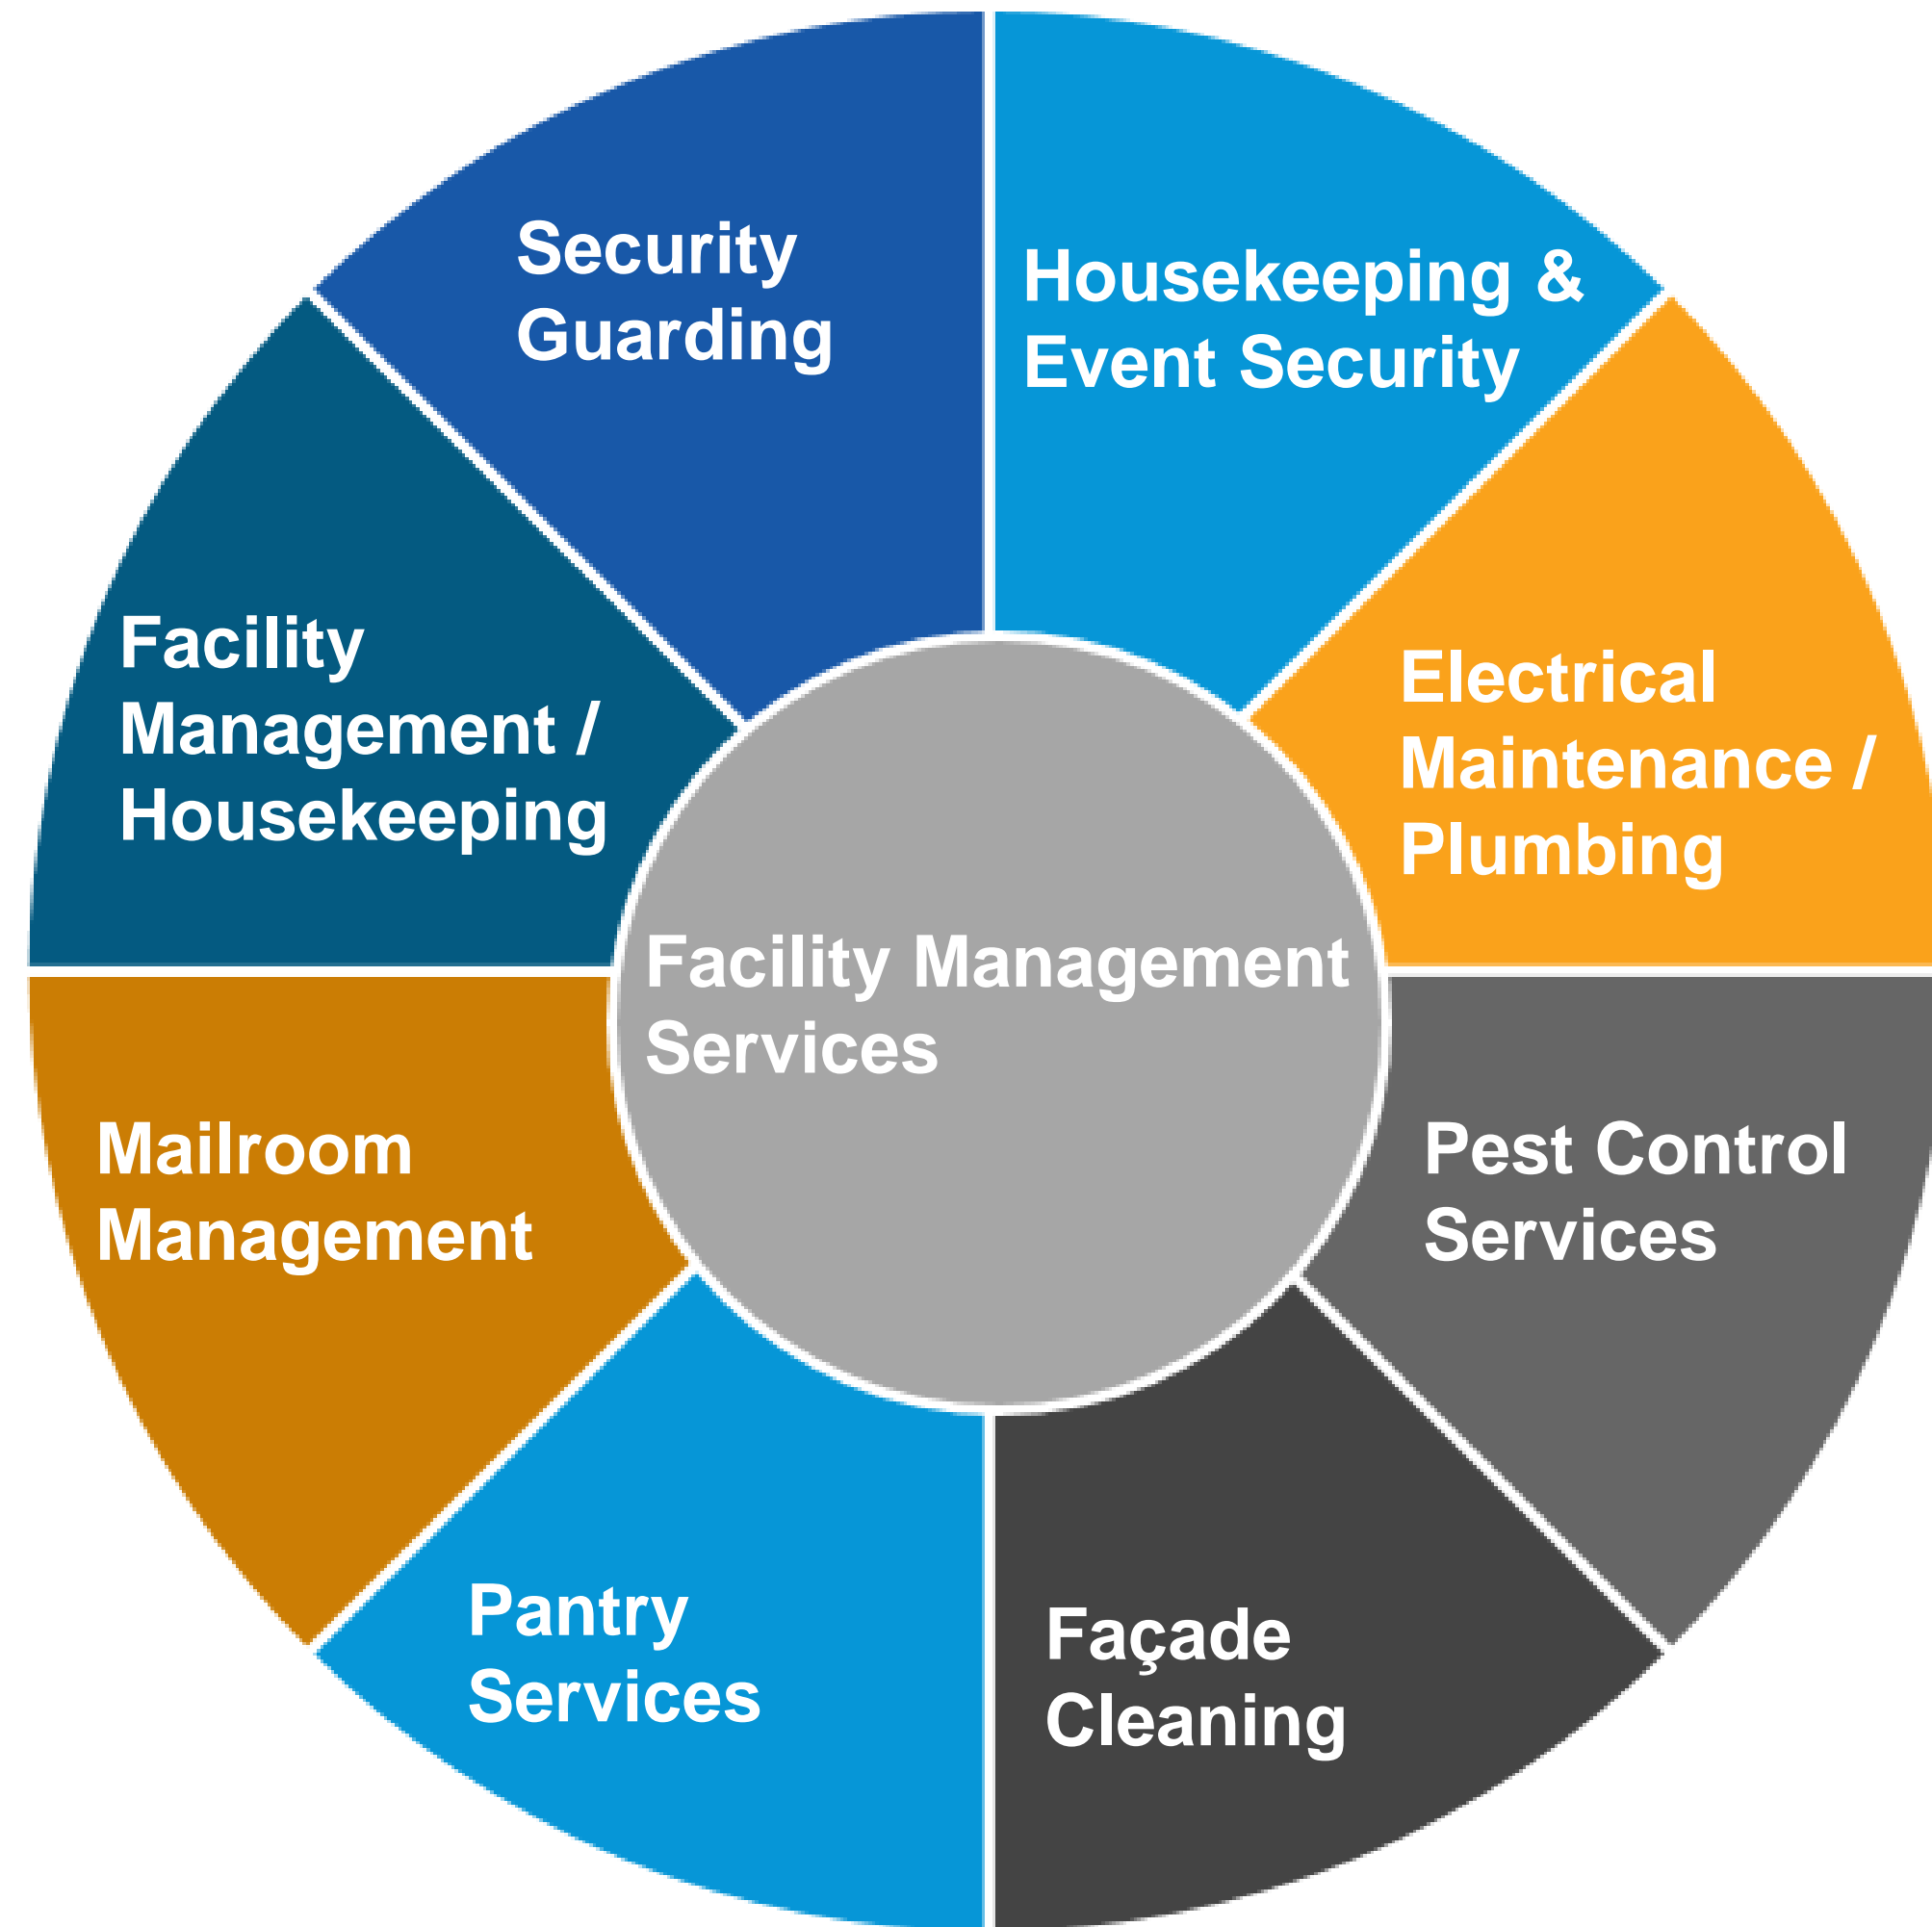 Security
Guarding
Housekeeping &
Event Security
Facility
Management /
Housekeeping
Electrical
Maintenance /
Plumbing
Facility Management
Services
Mailroom
Management
Pest Control
Services
Pantry
Services
Façade
Cleaning